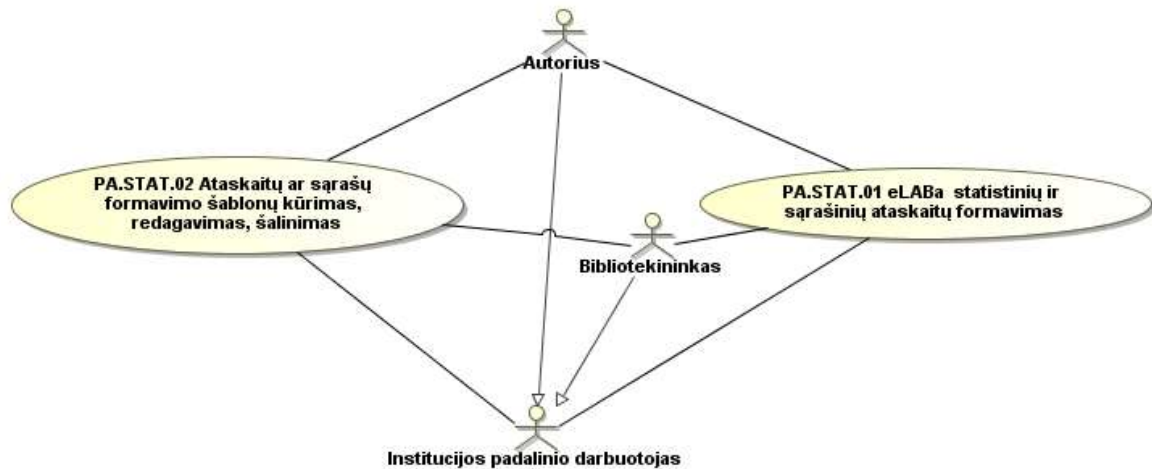 Autorius
PA.STAT.02 Ataskaitų ar sąrašų
formavimo šablonų kūrimas,
redagavimas, šalinimas
PA.STAT.01 eLABa statistinių ir
sąrašinių ataskaitų formavimas
Bibliotekininkas
Institucijos padalinio darbuotojas